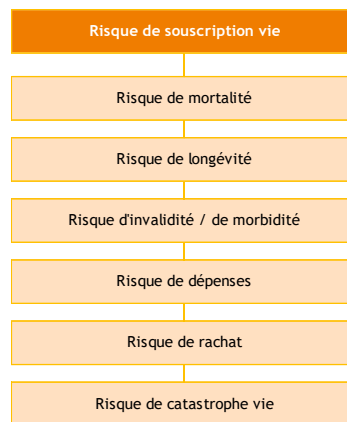 Risque de souscription vie
Risque de mortalité
Risque de longévité
Risque d'invalidité / de morbidité
Risque de dépenses
Risque de rachat
Risque de catastrophe vie